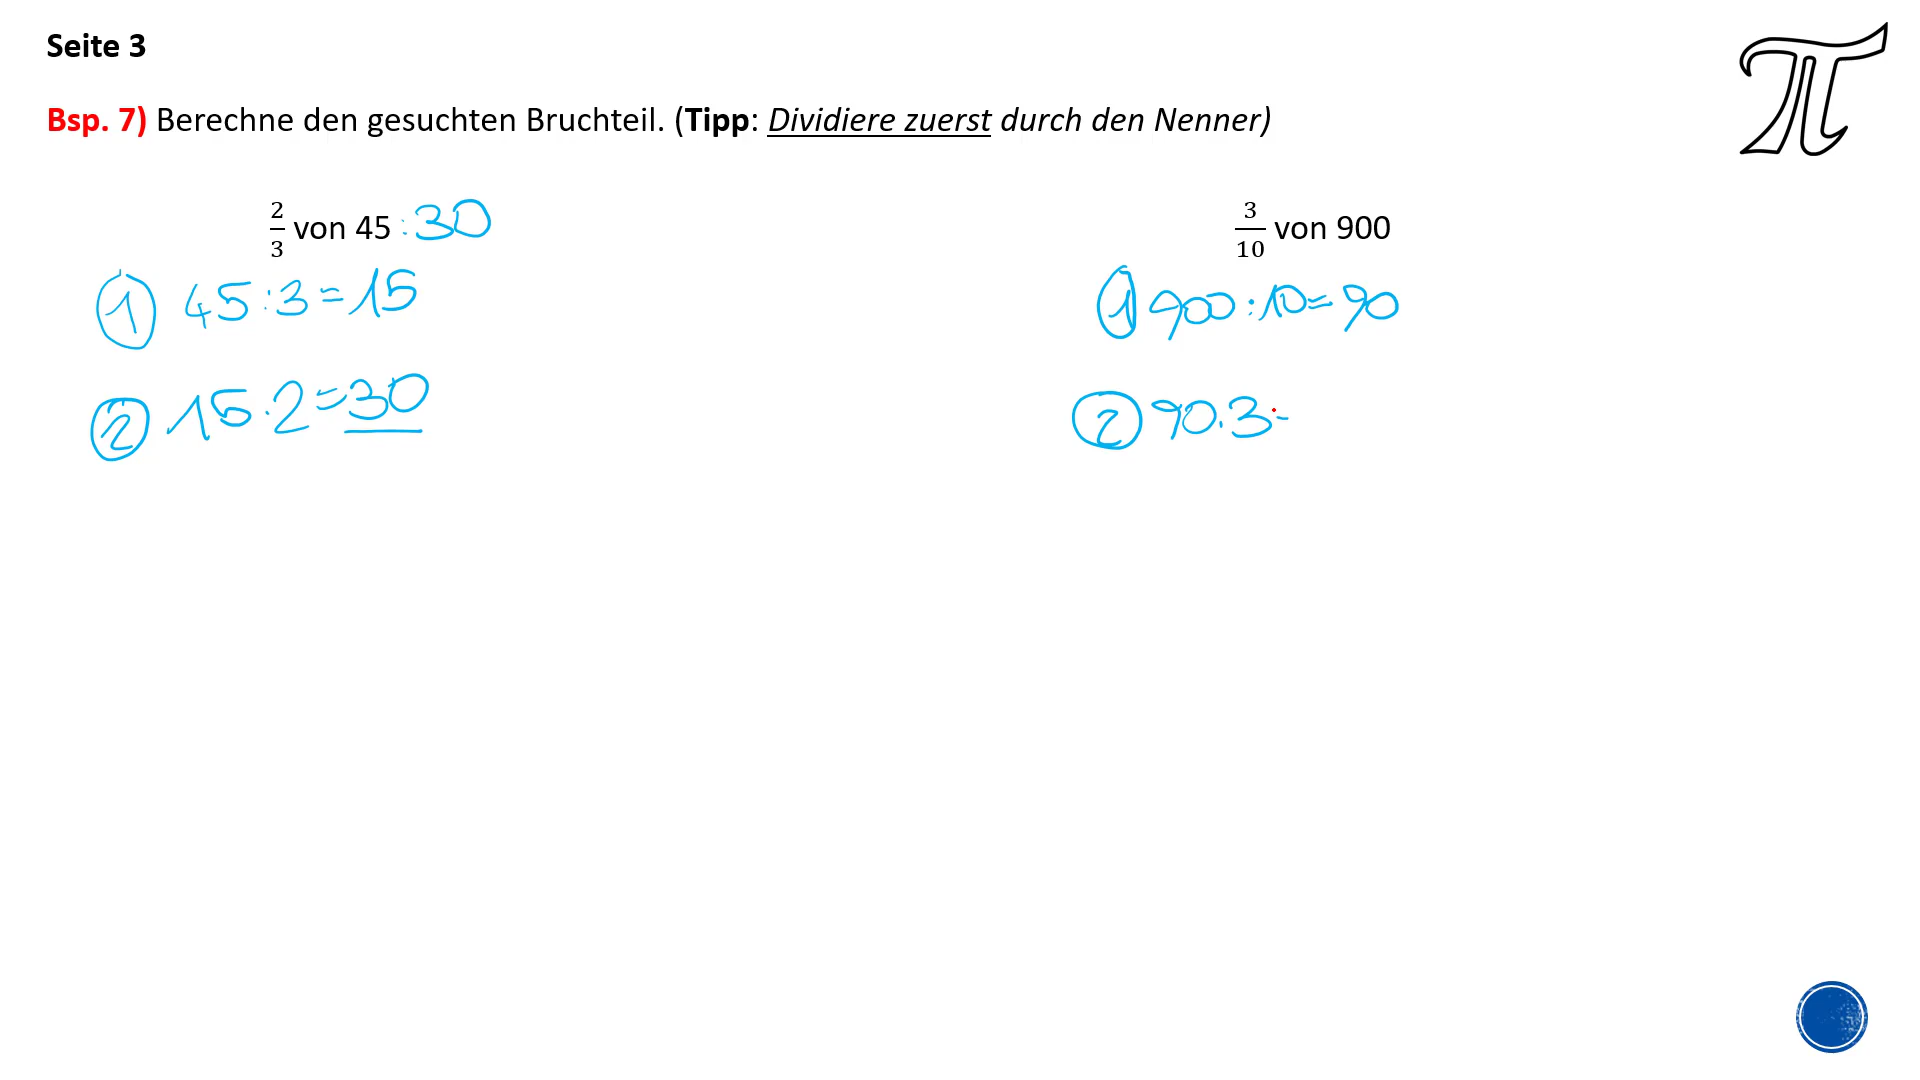 Seite 3
Bsp. 7) Berechne den gesuchten Bruchteil. (Tipp: Dividiere zuerst durch den Nenner)
2/3 von 45 : 30
① 45 : 3 = 15
② 15 · 2 = 30
3/10 von 900
① 900 : 10 = 90
② 90 · 3 =
π